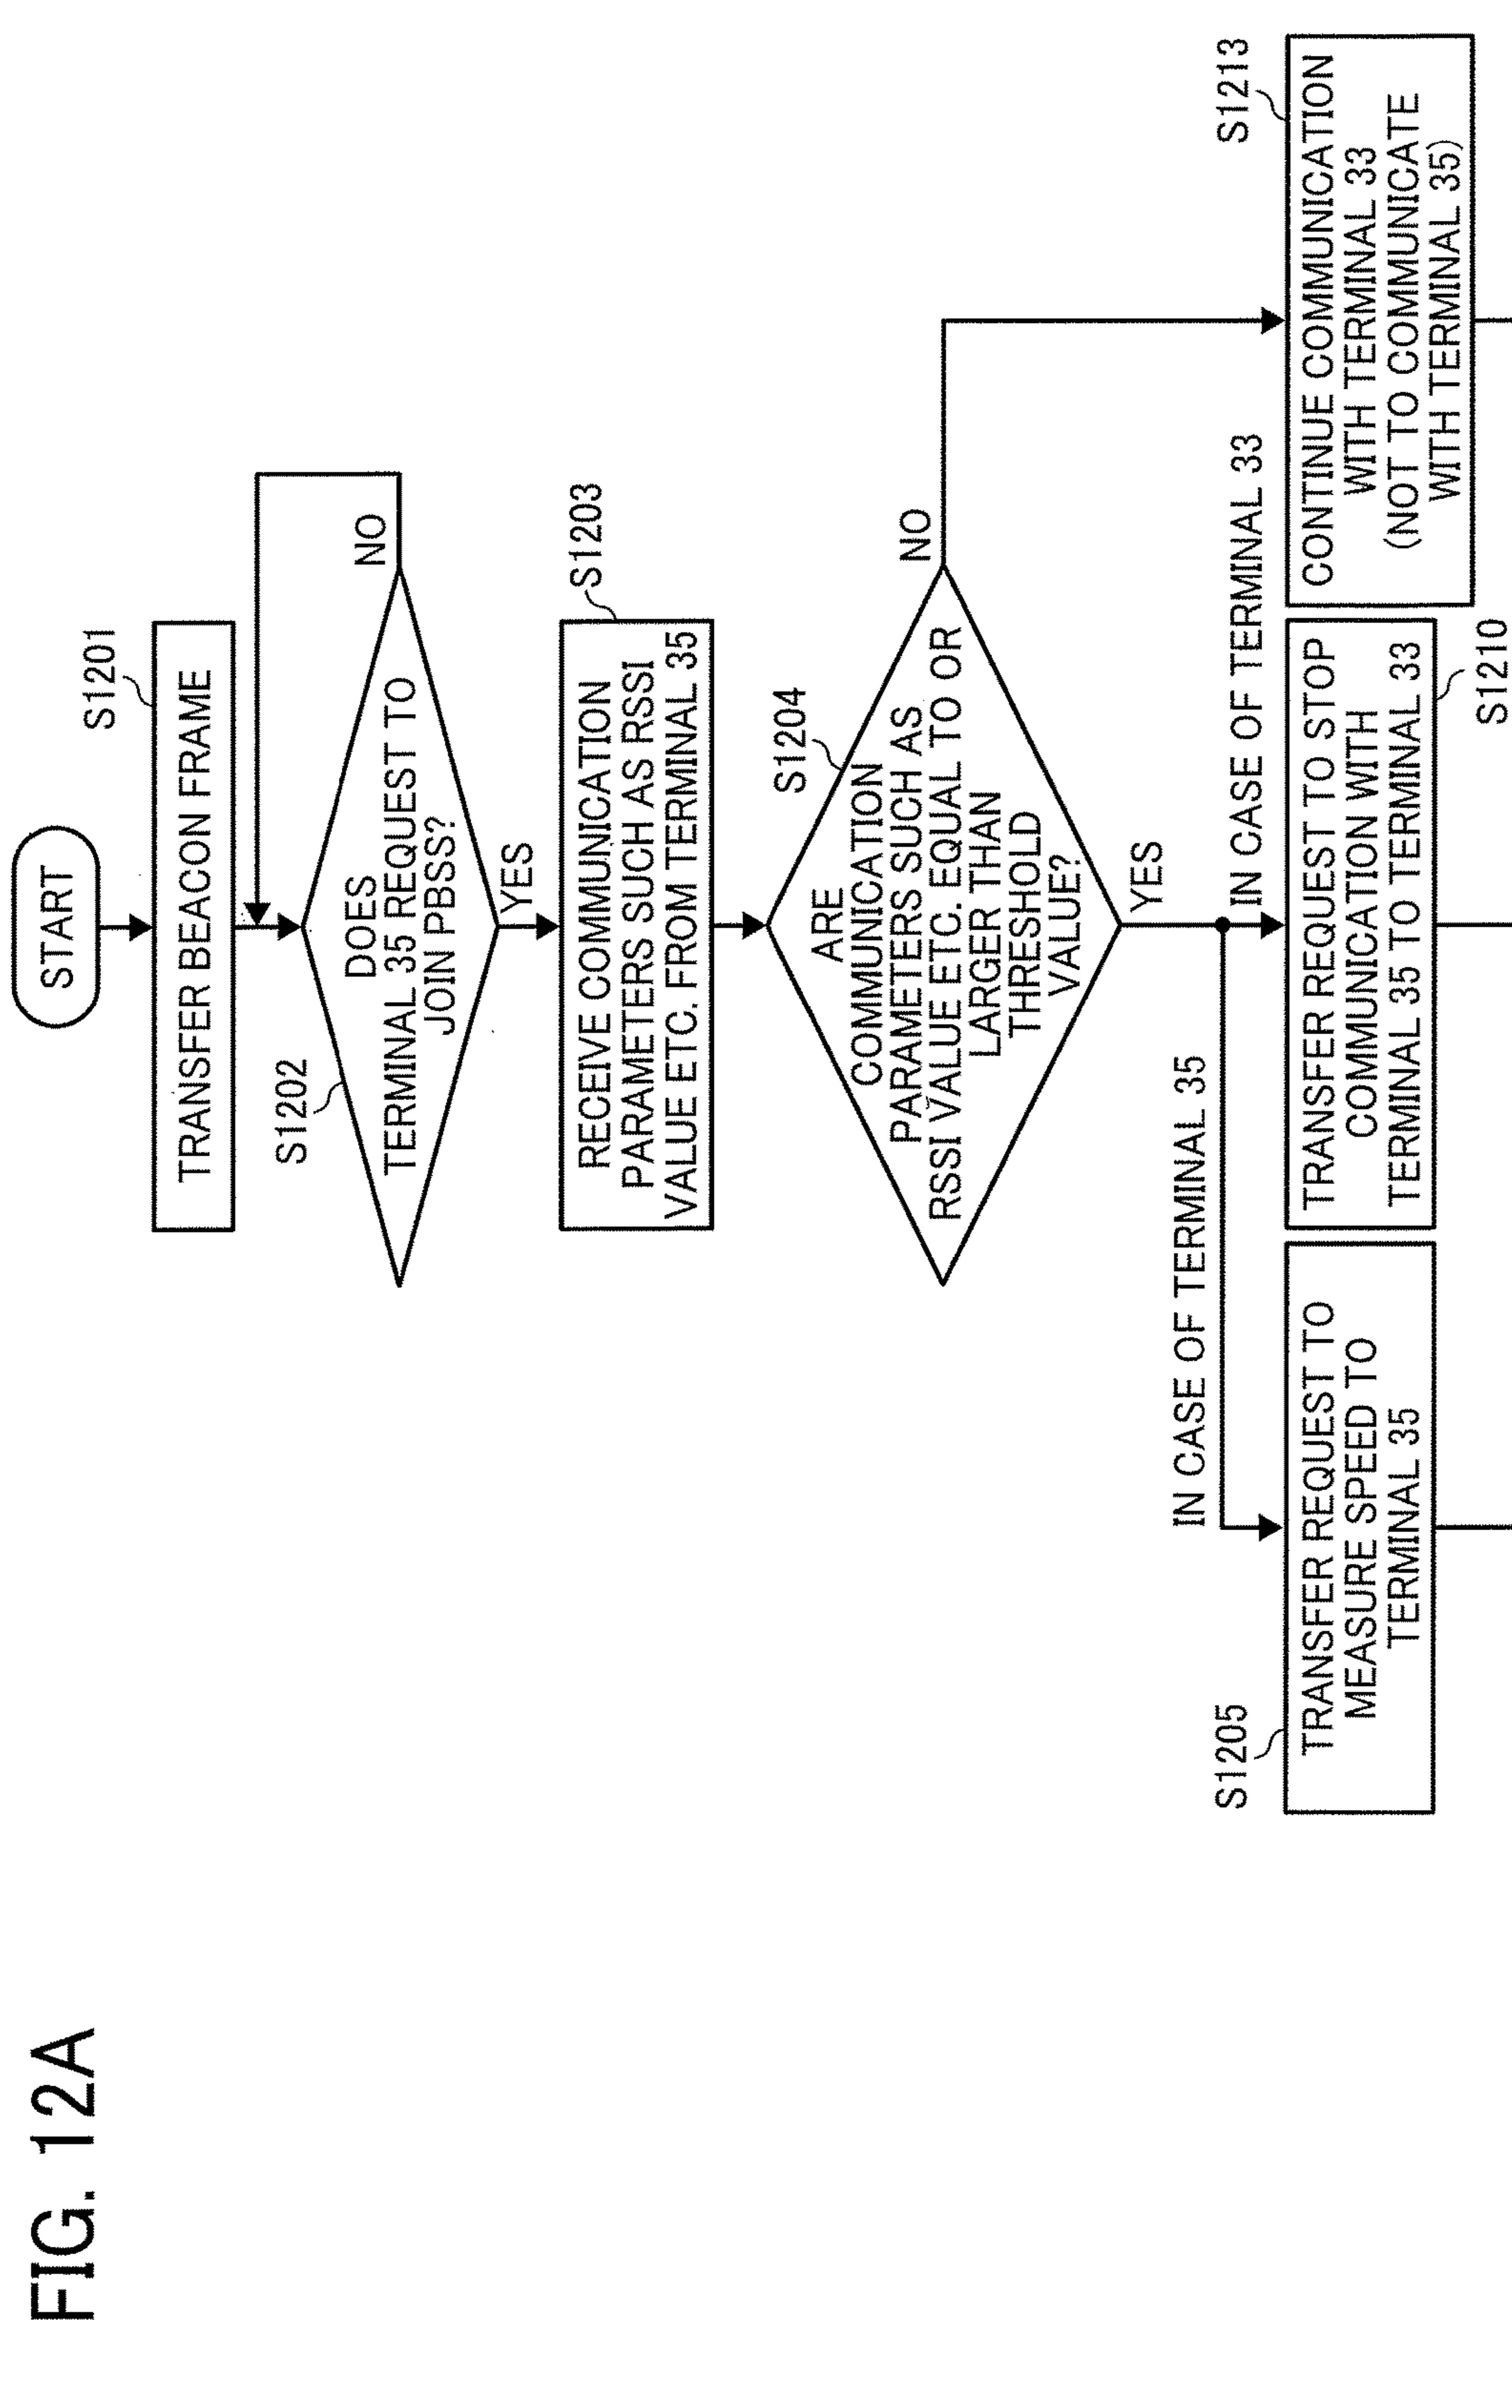 FIG. 12A
START
S1201
TRANSFER BEACON FRAME
S1202
DOES
TERMINAL 35 REQUEST TO
JOIN PBSS?
NO
YES
S1203
RECEIVE COMMUNICATION
PARAMETERS SUCH AS RSSI
VALUE ETC. FROM TERMINAL 35
S1204
ARE
COMMUNICATION
PARAMETERS SUCH AS
RSSI VALUE ETC. EQUAL TO OR
LARGER THAN
THRESHOLD
VALUE?
NO
YES
IN CASE OF TERMINAL 35
IN CASE OF TERMINAL 33
S1205
TRANSFER REQUEST TO
MEASURE SPEED TO
TERMINAL 35
TRANSFER REQUEST TO STOP
COMMUNICATION WITH
TERMINAL 35 TO TERMINAL 33
S1210
S1213
CONTINUE COMMUNICATION
WITH TERMINAL 33
(NOT TO COMMUNICATE
WITH TERMINAL 35)